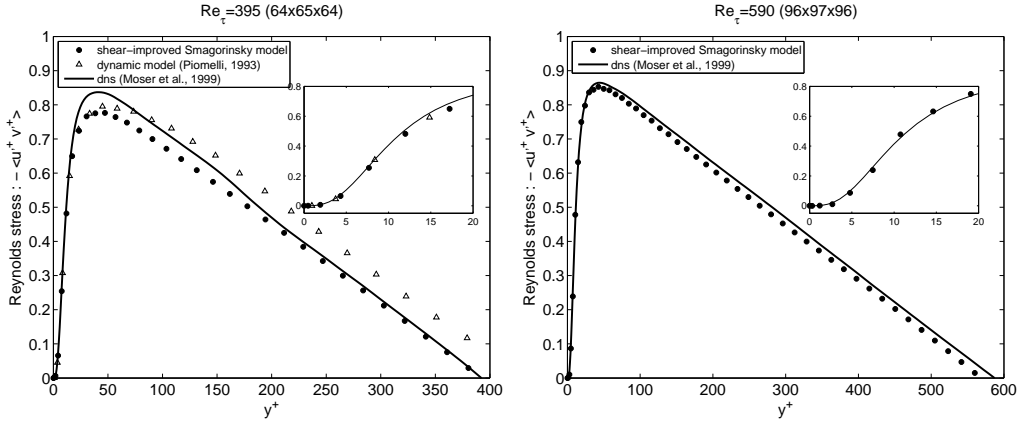 Re_τ=395 (64x65x64)
shear−improved Smagorinsky model
dynamic model (Piomelli, 1993)
dns (Moser et al., 1999)
Reynolds stress : − <u'^+ v'^+>
1
0.9
0.8
0.7
0.6
0.5
0.4
0.3
0.2
0.1
0
0.8
0.6
0.4
0.2
0
0 5 10 15 20
0 50 100 150 200 250 300 350 400
y^+
Re_τ=590 (96x97x96)
shear−improved Smagorinsky model
dns (Moser et al., 1999)
Reynolds stress : − <u'^+ v'^+>
1
0.9
0.8
0.7
0.6
0.5
0.4
0.3
0.2
0.1
0
0.8
0.6
0.4
0.2
0
0 5 10 15 20
0 100 200 300 400 500 600
y^+